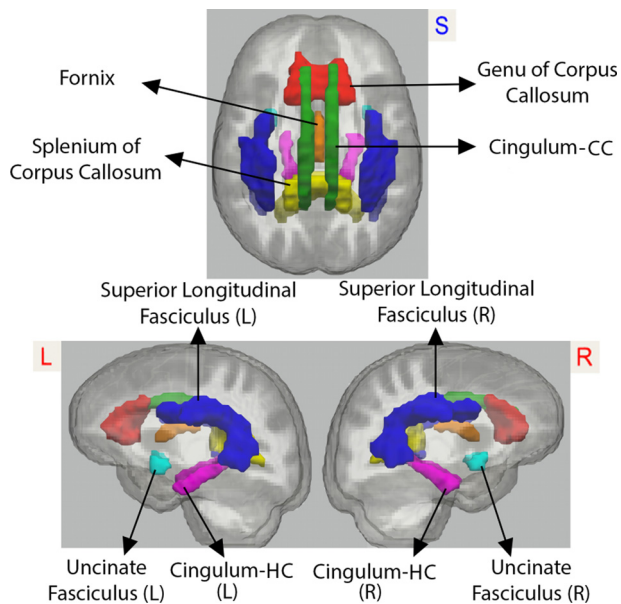 S
Fornix
Genu of Corpus
Callosum
Splenium of
Corpus Callosum
Cingulum-CC
Superior Longitudinal
Fasciculus (L)
Superior Longitudinal
Fasciculus (R)
L
R
Uncinate
Fasciculus (L)
Cingulum-HC
(L)
Cingulum-HC
(R)
Uncinate
Fasciculus (R)